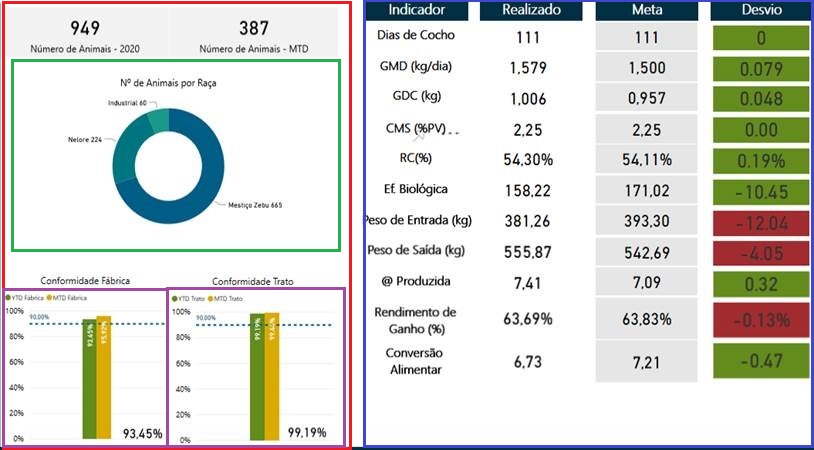 949
Número de Animais - 2020
387
Número de Animais - MTD
Nº de Animais por Raça
Industrial 60
Nelore 224
Mestiço Zebu 665
Conformidade Fábrica
YTD Fábrica MTD Fábrica
100%
90,00%
80%
60%
40%
20%
0%
93,45%
95,92%
93,45%
Conformidade Trato
YTD Trato MTD Trato
100%
90,00%
80%
60%
40%
20%
0%
99,19%
99,19%
Indicador Realizado Meta Desvio
Dias de Cocho 111 111 0
GMD (kg/dia) 1,579 1,500 0.079
GDC (kg) 1,006 0,957 0.048
CMS (%PV) 2,25 2,25 0.00
RC(%) 54,30% 54,11% 0.19%
Ef. Biológica 158,22 171,02 -10.45
Peso de Entrada (kg) 381,26 393,30 -12.04
Peso de Saída (kg) 555,87 542,69 -4.05
@ Produzida 7,41 7,09 0.32
Rendimento de
Ganho (%) 63,69% 63,83% -0.13%
Conversão
Alimentar 6,73 7,21 -0.47